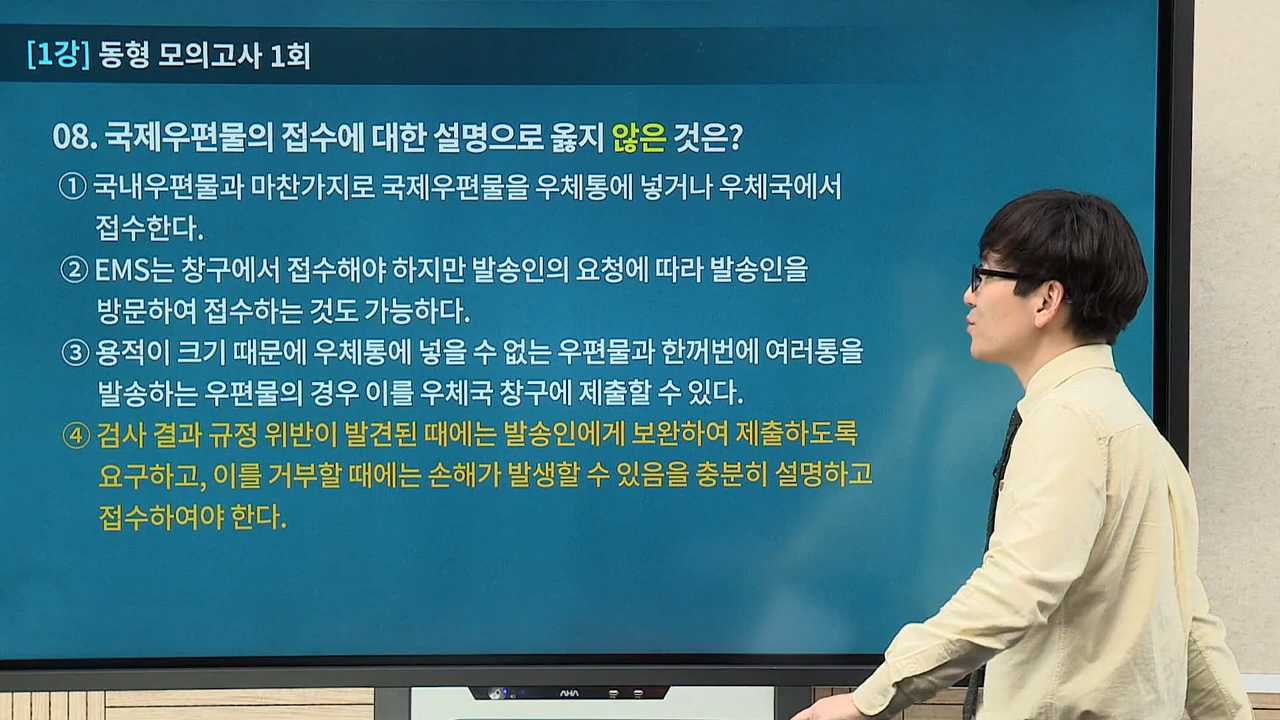 [1강] 동형 모의고사 1회
08. 국제우편물의 접수에 대한 설명으로 옳지 않은 것은?
① 국내우편물과 마찬가지로 국제우편물을 우체통에 넣거나 우체국에서
접수한다.
② EMS는 창구에서 접수해야 하지만 발송인의 요청에 따라 발송인을
방문하여 접수하는 것도 가능하다.
③ 용적이 크기 때문에 우체통에 넣을 수 없는 우편물과 한꺼번에 여러통을
발송하는 우편물의 경우 이를 우체국 창구에 제출할 수 있다.
④ 검사 결과 규정 위반이 발견된 때에는 발송인에게 보완하여 제출하도록
요구하고, 이를 거부할 때에는 손해가 발생할 수 있음을 충분히 설명하고
접수하여야 한다.
AHA